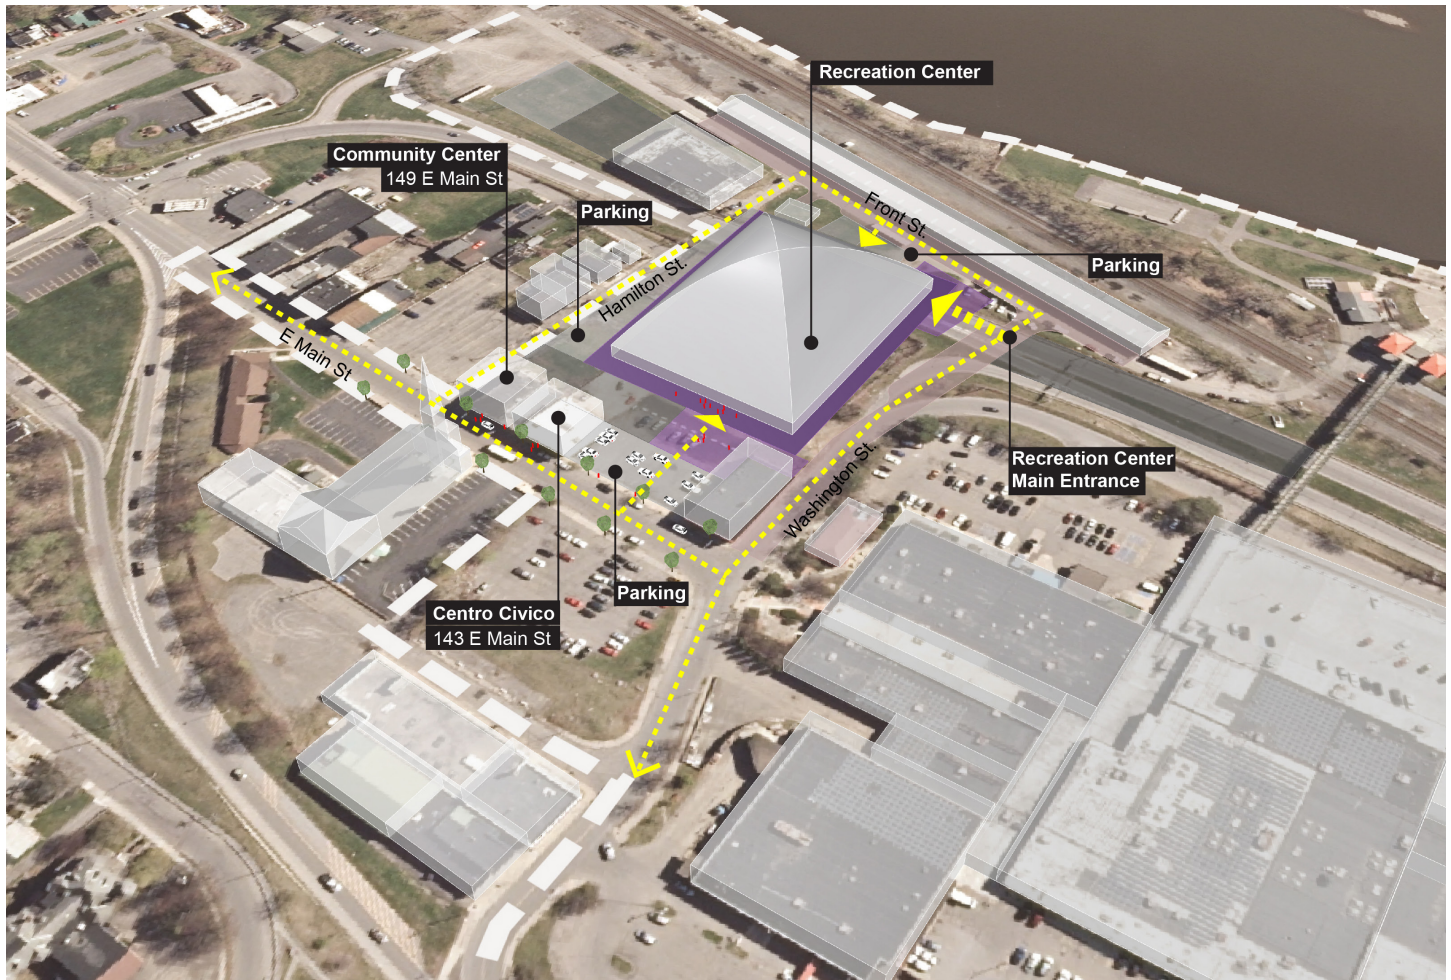 Recreation Center
Community Center
149 E Main St
Parking
Front St.
Parking
Hamilton St.
E Main St
Recreation Center
Main Entrance
Washington St.
Parking
Centro Civico
143 E Main St